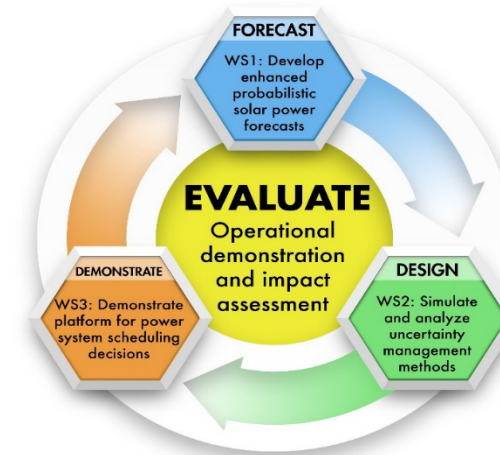 FORECAST
WS1: Develop
enhanced
probabilistic
solar power
forecasts
EVALUATE
Operational
demonstration
and impact
assessment
DEMONSTRATE
WS3: Demonstrate
platform for power
system scheduling
decisions
DESIGN
WS2: Simulate
and analyze
uncertainty
management
methods